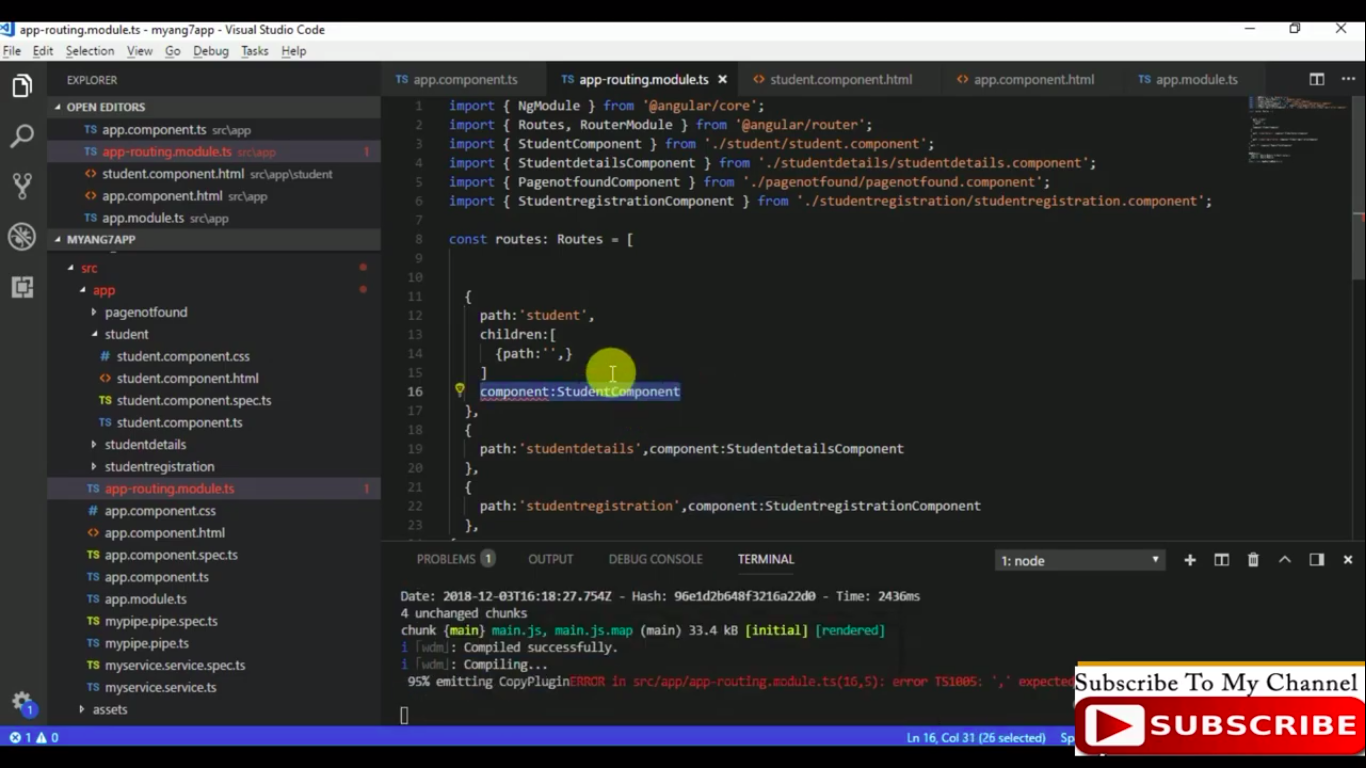 app-routing.module.ts - myang7app - Visual Studio Code
File Edit Selection View Go Debug Tasks Help
EXPLORER
OPEN EDITORS
TS app.component.ts src\app
TS app-routing.module.ts src\app 1
<> student.component.html src\app\student
<> app.component.html src\app
TS app.module.ts src\app
MYANG7APP
src
app
pagenotfound
student
# student.component.css
<> student.component.html
TS student.component.spec.ts
TS student.component.ts
studentdetails
studentregistration
TS app-routing.module.ts 1
# app.component.css
<> app.component.html
TS app.component.spec.ts
TS app.component.ts
TS app.module.ts
TS mypipe.pipe.spec.ts
TS mypipe.pipe.ts
TS myservice.service.spec.ts
TS myservice.service.ts
assets
1
TS app.component.ts TS app-routing.module.ts × <> student.component.html <> app.component.html TS app.module.ts
1 import { NgModule } from '@angular/core';
2 import { Routes, RouterModule } from '@angular/router';
3 import { StudentComponent } from './student/student.component';
4 import { StudentdetailsComponent } from './studentdetails/studentdetails.component';
5 import { PagenotfoundComponent } from './pagenotfound/pagenotfound.component';
6 import { StudentregistrationComponent } from './studentregistration/studentregistration.component';
7
8 const routes: Routes = [
9
10
11 {
12 path:'student',
13 children:[
14 {path:'',}
15 ]
16 component:StudentComponent
17 },
18 {
19 path:'studentdetails',component:StudentdetailsComponent
20 },
21 {
22 path:'studentregistration',component:StudentregistrationComponent
23 },
PROBLEMS 1 OUTPUT DEBUG CONSOLE TERMINAL 1: node
Date: 2018-12-03T16:18:27.754Z - Hash: 96e1d2b648f3216a22d0 - Time: 2436ms
4 unchanged chunks
chunk {main} main.js, main.js.map (main) 33.4 kB [initial] [rendered]
i ｢wdm｣: Compiled successfully.
i ｢wdm｣: Compiling...
95% emitting CopyPluginERROR in src/app/app-routing.module.ts(16,5): error TS1005: ',' expected
1 0 Ln 16, Col 31 (26 selected)
Subscribe To My Channel
SUBSCRIBE